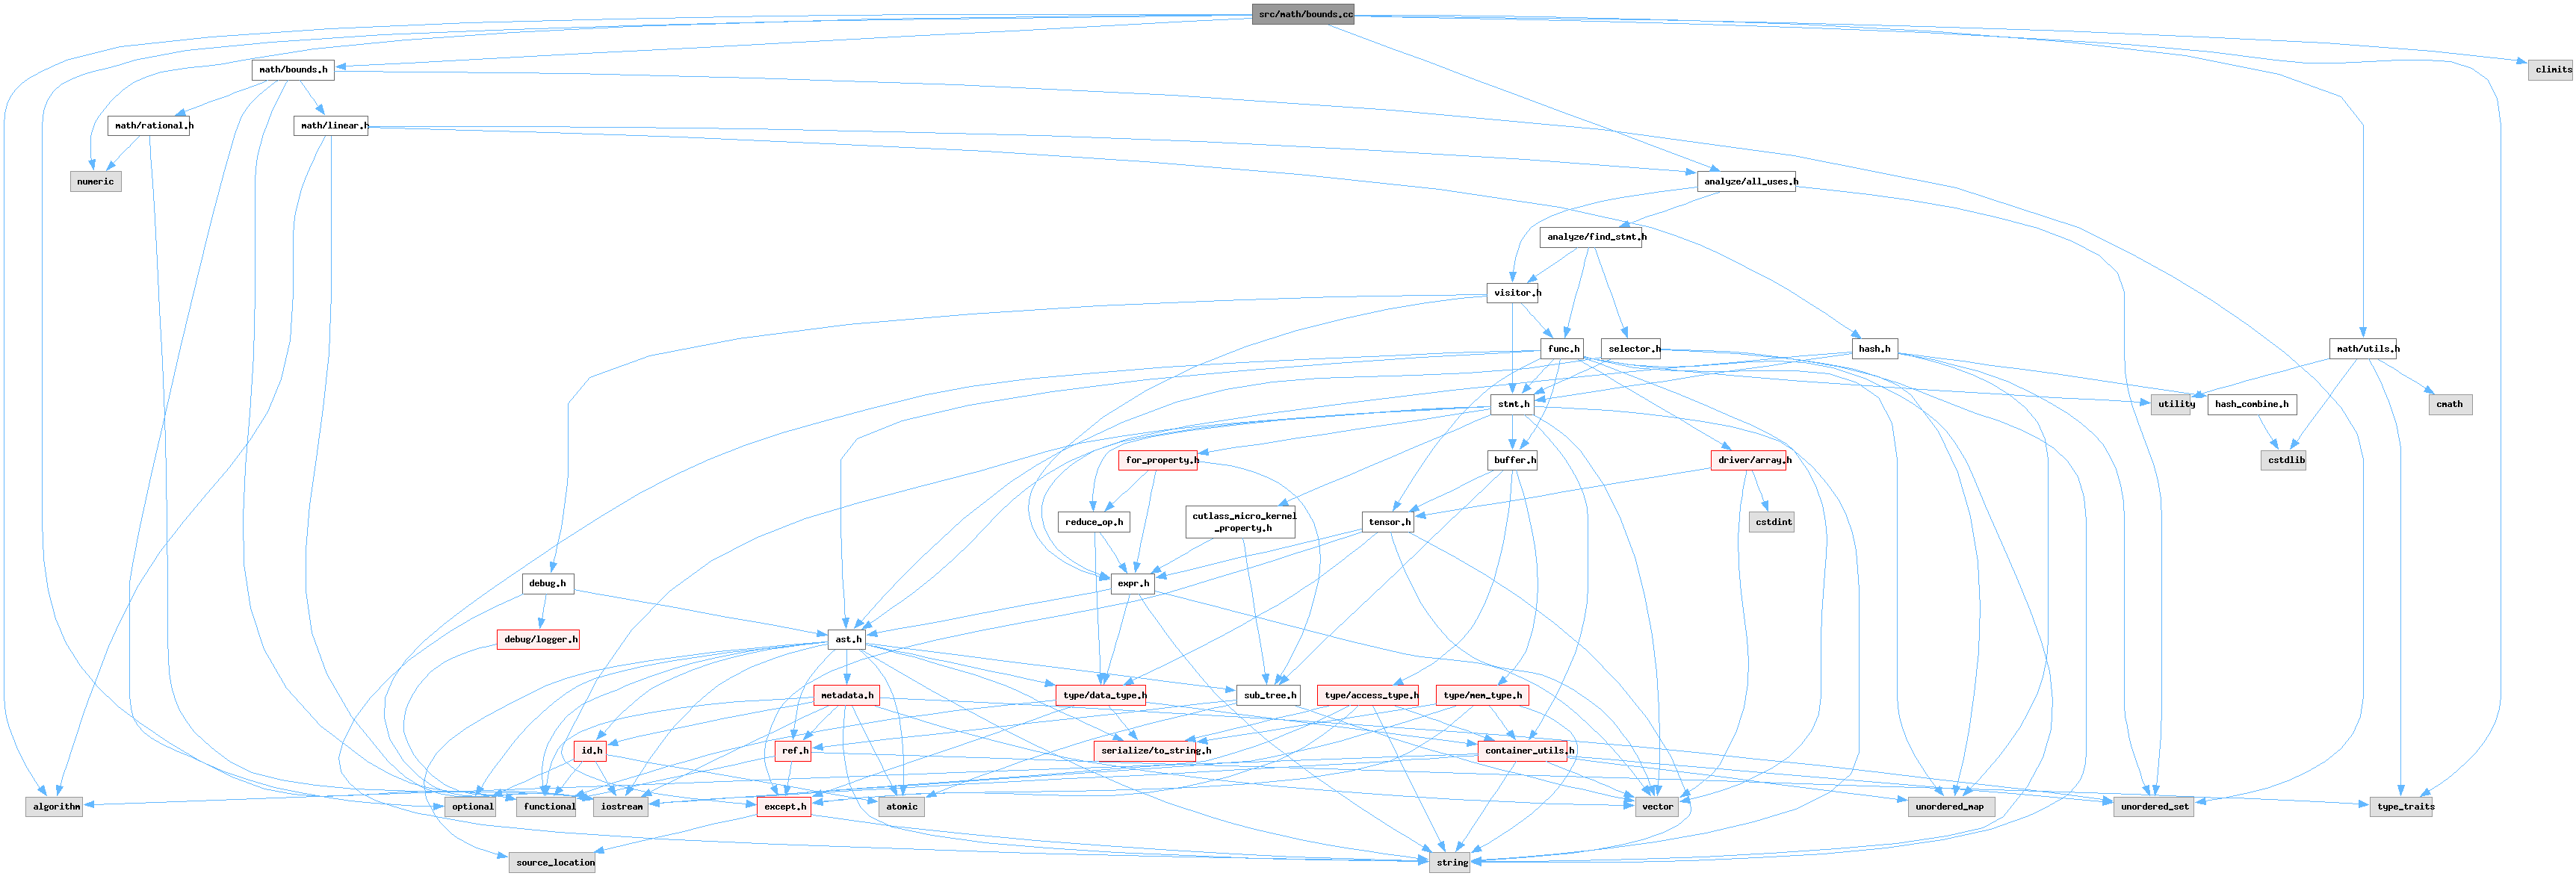 src/math/bounds.cc
math/bounds.h
climits
math/rational.h
math/linear.h
numeric
analyze/all_uses.h
analyze/find_stmt.h
visitor.h
func.h
selector.h
hash.h
math/utils.h
stmt.h
utility
hash_combine.h
cmath
for_property.h
buffer.h
driver/array.h
cstdlib
reduce_op.h
cutlass_micro_kernel
_property.h
tensor.h
cstdint
debug.h
expr.h
debug/logger.h
ast.h
metadata.h
type/data_type.h
sub_tree.h
type/access_type.h
type/mem_type.h
id.h
ref.h
serialize/to_string.h
container_utils.h
algorithm
optional
functional
iostream
except.h
atomic
vector
unordered_map
unordered_set
type_traits
source_location
string